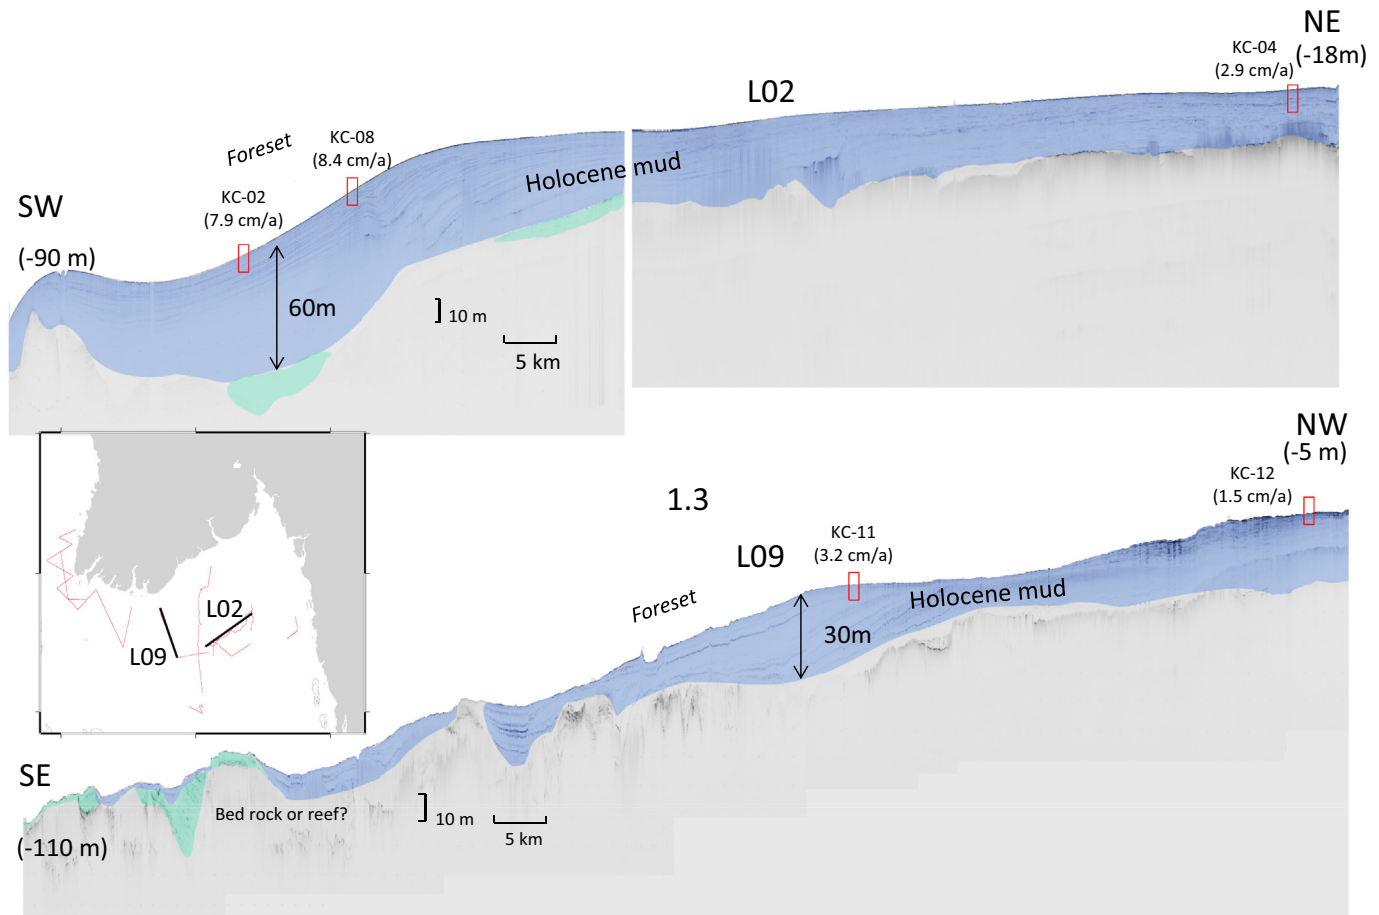 NE
(-18m)
KC-04
(2.9 cm/a)
L02
Foreset
KC-08
(8.4 cm/a)
KC-02
(7.9 cm/a)
Holocene mud
SW
(-90 m)
60m
10 m
5 km
NW
(-5 m)
KC-12
(1.5 cm/a)
1.3
KC-11
(3.2 cm/a)
L09
Foreset
Holocene mud
30m
L02
L09
SE
(-110 m)
Bed rock or reef?
10 m
5 km